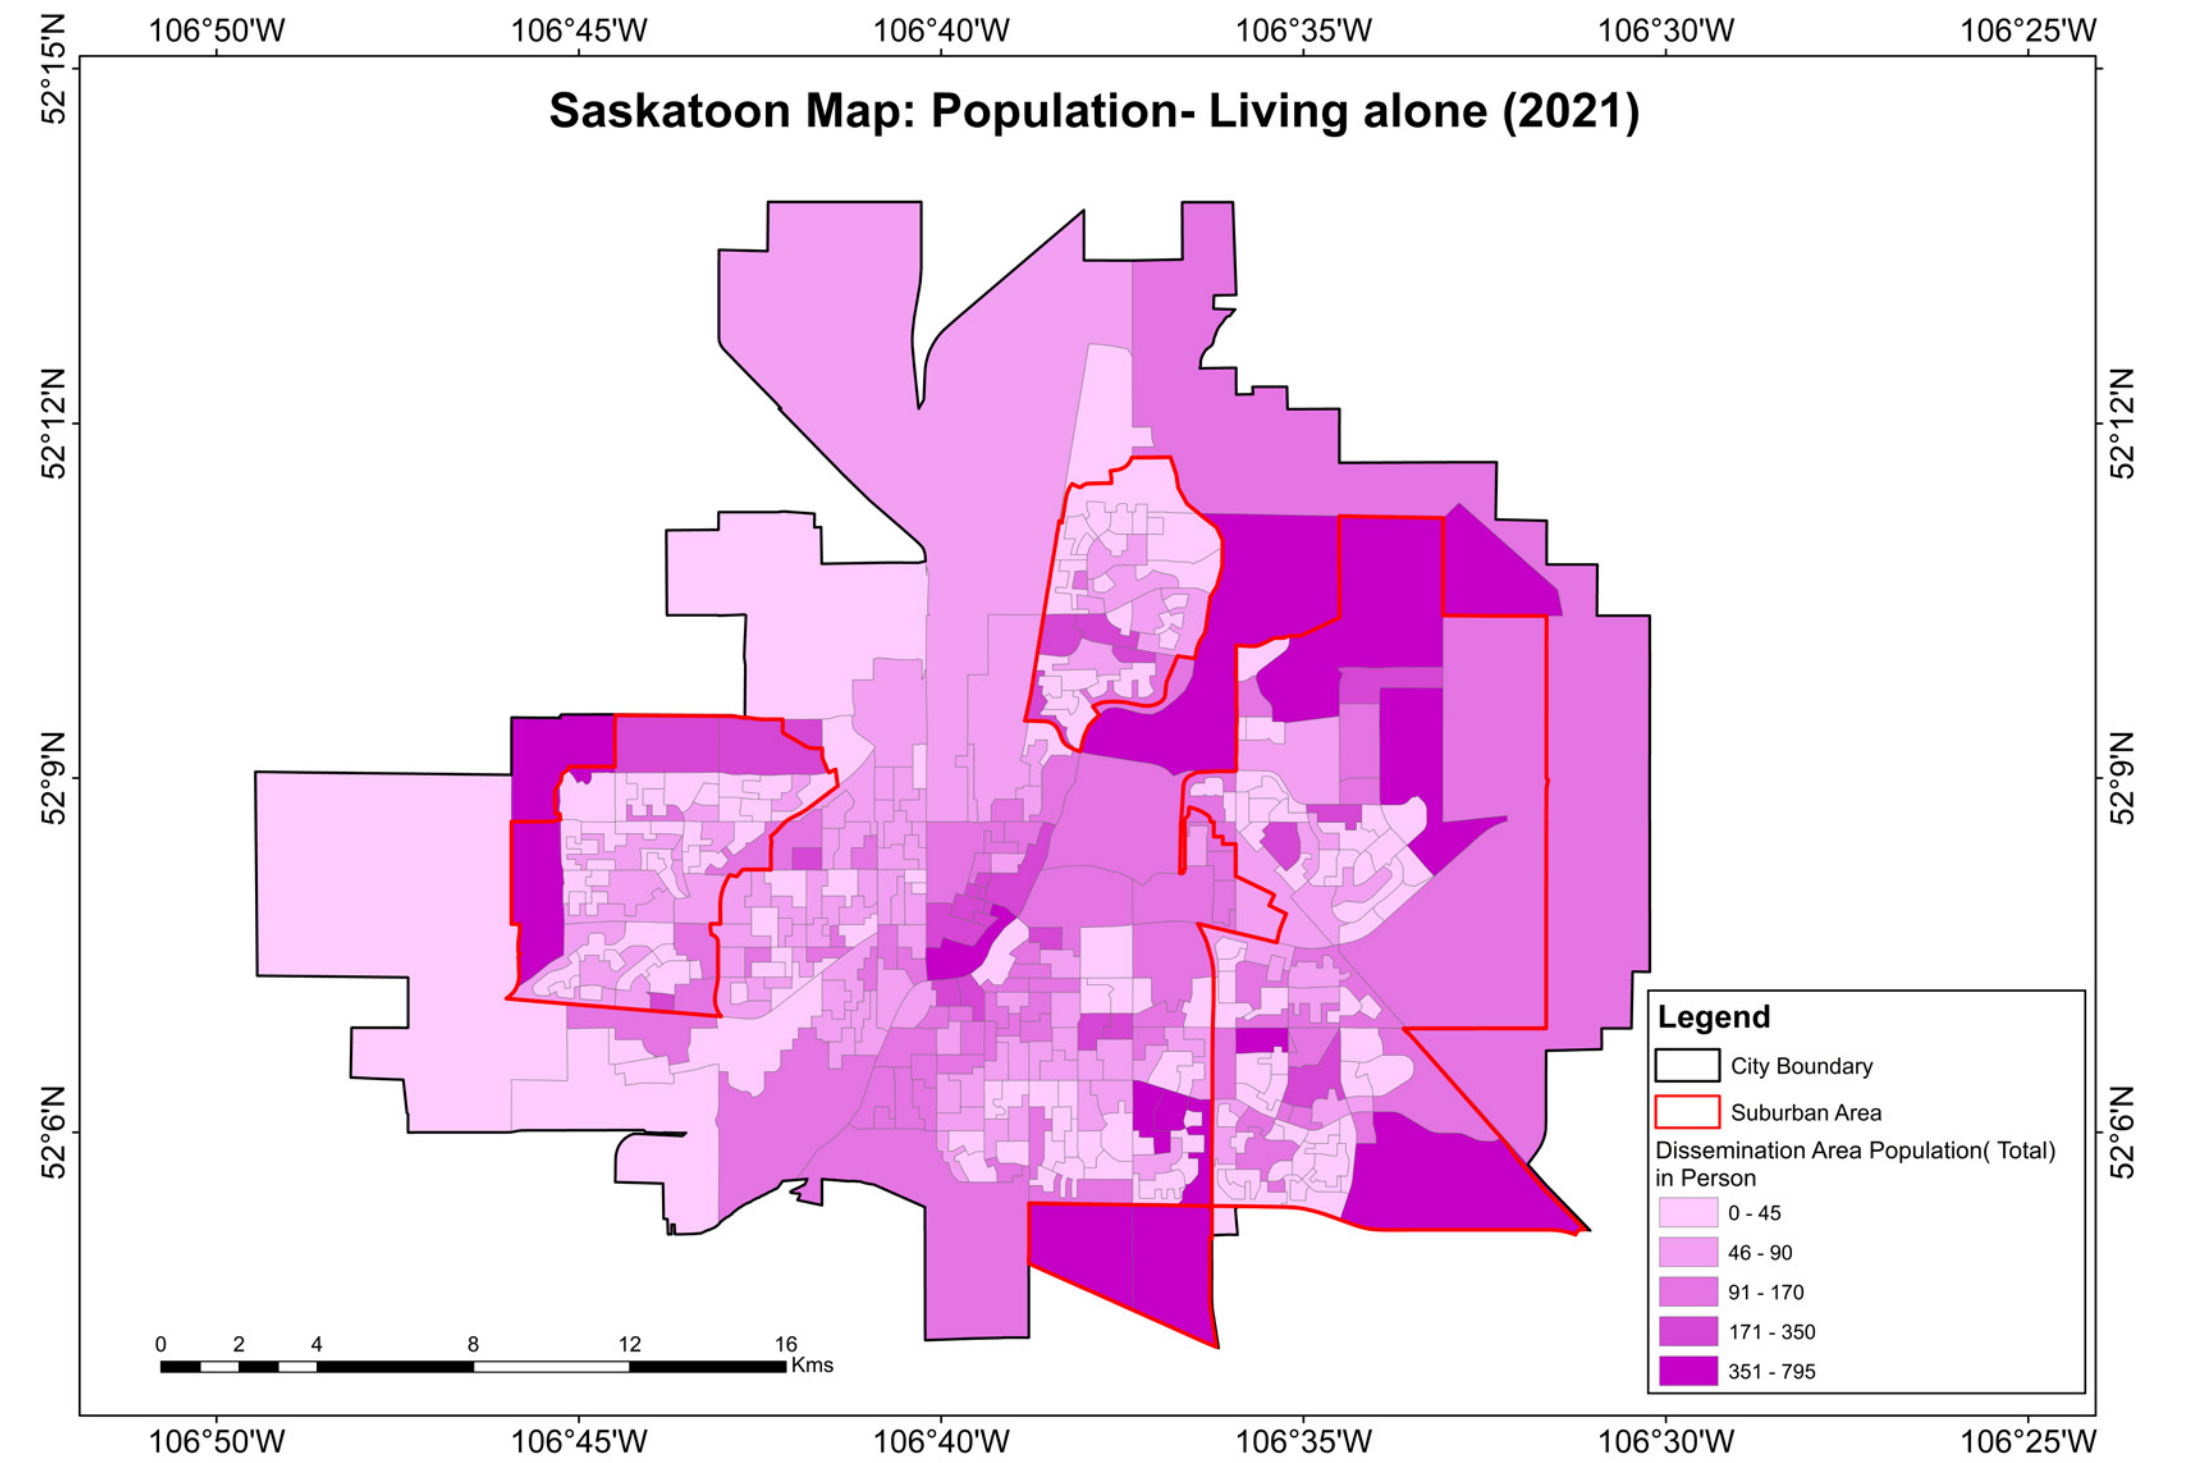 106°50'W 106°45'W 106°40'W 106°35'W 106°30'W 106°25'W
52°15'N
Saskatoon Map: Population- Living alone (2021)
52°12'N 52°12'N
52°9'N 52°9'N
52°6'N 52°6'N
Legend
City Boundary
Suburban Area
Dissemination Area Population( Total)
in Person
0 - 45
46 - 90
91 - 170
171 - 350
351 - 795
0 2 4 8 12 16
Kms
106°50'W 106°45'W 106°40'W 106°35'W 106°30'W 106°25'W